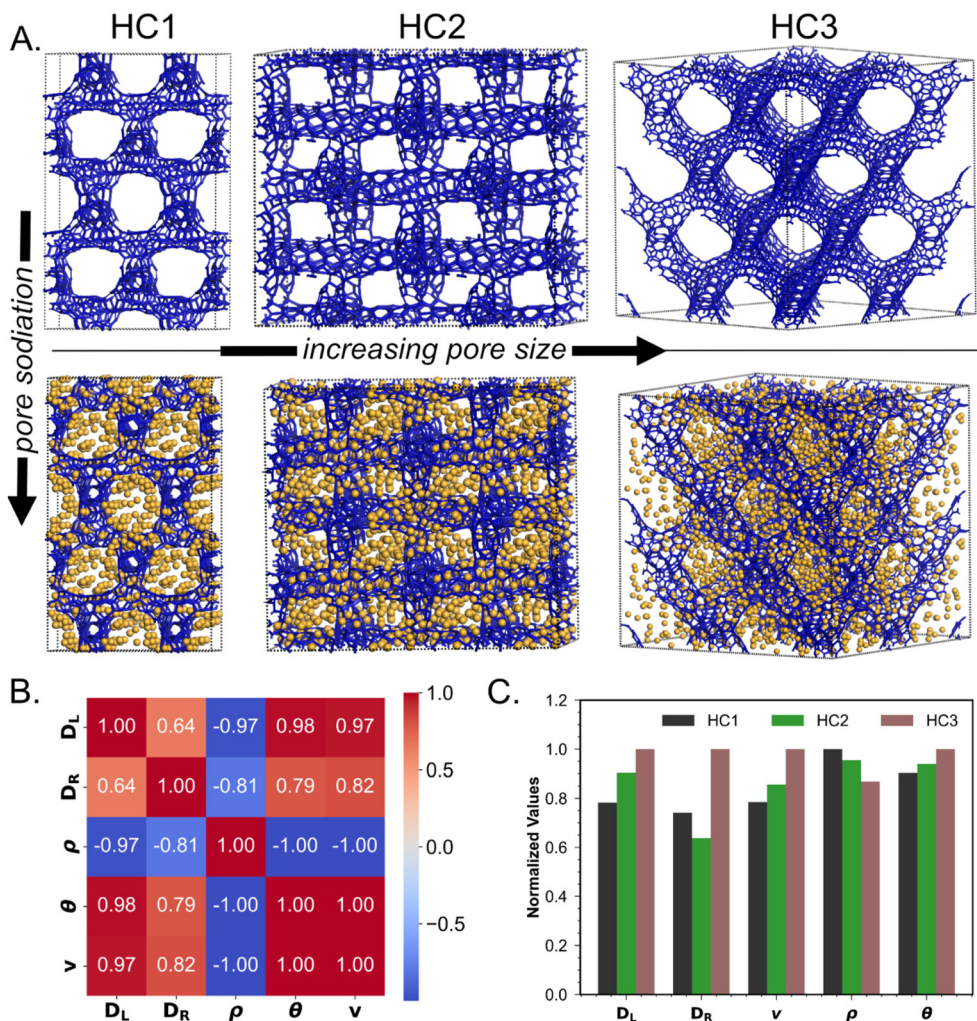 A.
HC1 HC2 HC3
pore sodiation
increasing pore size
B.
D_L 1.00 0.64 -0.97 0.98 0.97
D_R 0.64 1.00 -0.81 0.79 0.82
ρ -0.97 -0.81 1.00 -1.00 -1.00
θ 0.98 0.79 -1.00 1.00 1.00
v 0.97 0.82 -1.00 1.00 1.00
D_L D_R ρ θ v
1.0
0.5
0.0
−0.5
C.
HC1 HC2 HC3
Normalized Values
1.2
1.0
0.8
0.6
0.4
0.2
0.0
D_L D_R v ρ θ